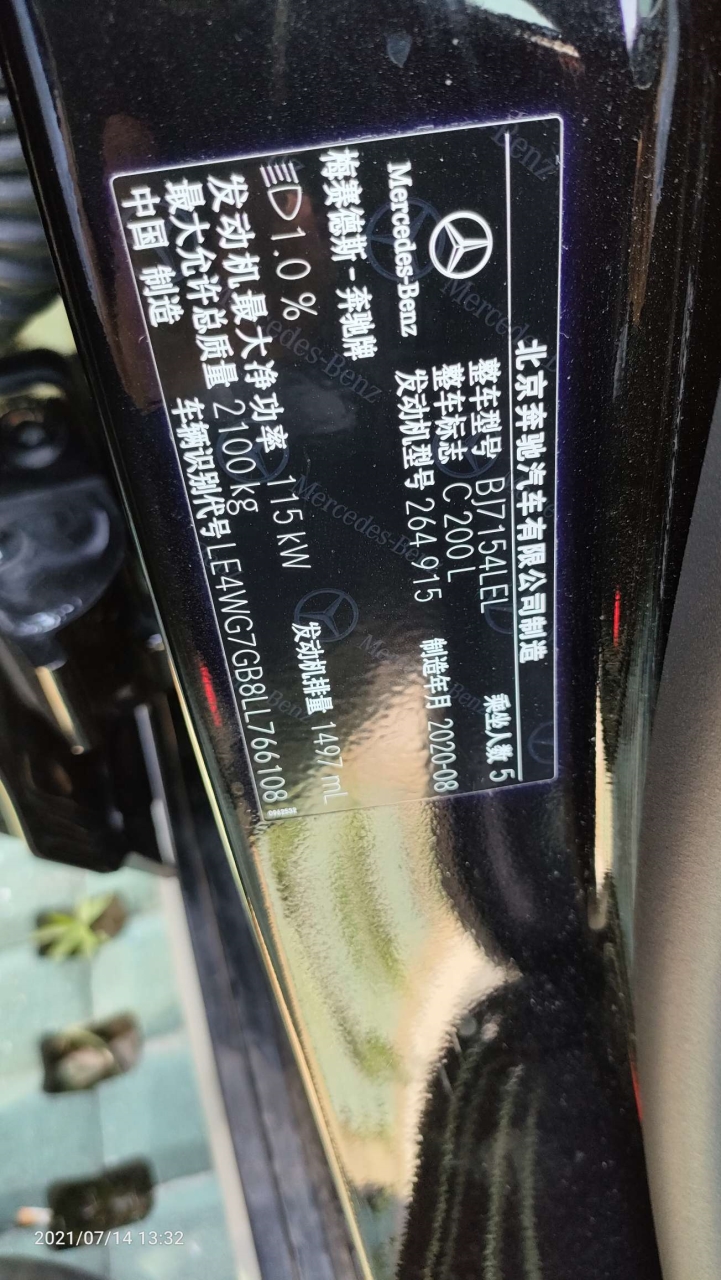 北京奔驰汽车有限公司制造
Mercedes-Benz
梅赛德斯-奔驰牌
整车型号 BJ7154LEL
乘坐人数 5
整车标志 C 200 L
发动机型号 264 915
制造年月 2020-08
1.0 %
发动机最大净功率 115 kW
发动机排量 1497 mL
最大允许总质量 2100 kg
中国 制造
车辆识别代号 LE4WG7GB8LL766108
2021/07/14 13:32